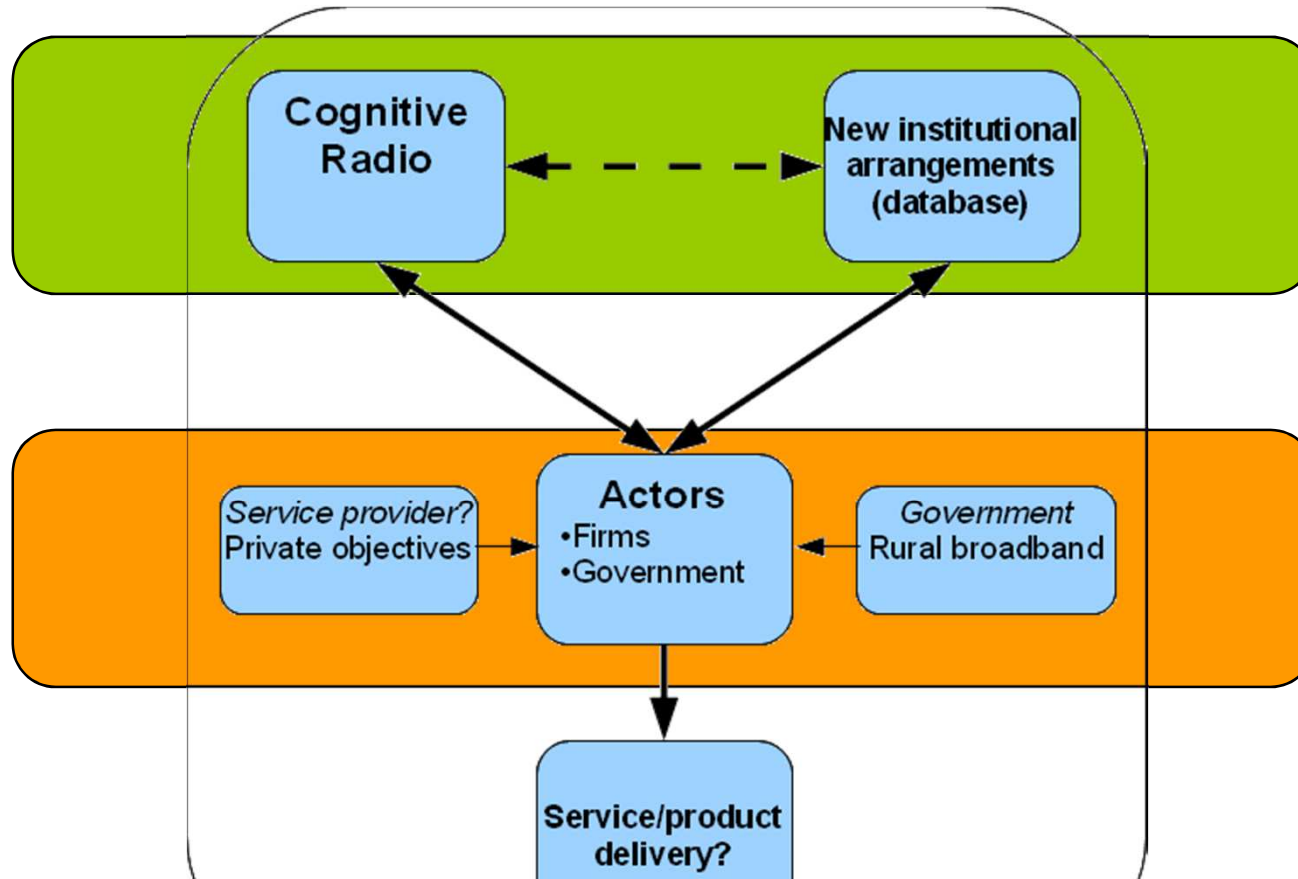 Cognitive
Radio
New institutional
arrangements
(database)
Service provider?
Private objectives
Actors
•Firms
•Government
Government
Rural broadband
Service/product
delivery?